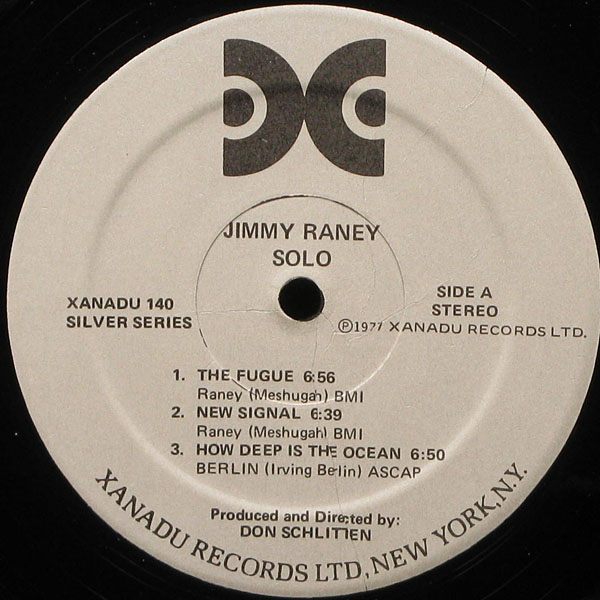 JIMMY RANEY
SOLO
XANADU 140
SILVER SERIES
SIDE A
STEREO
Ⓟ1977 XANADU RECORDS LTD.
1. THE FUGUE 6:56
Raney (Meshugah) BMI
2. NEW SIGNAL 6:39
Raney (Meshugah) BMI
3. HOW DEEP IS THE OCEAN 6:50
BERLIN (Irving Berlin) ASCAP
Produced and Directed by:
DON SCHLITTEN
XANADU RECORDS LTD, NEW YORK, N.Y.